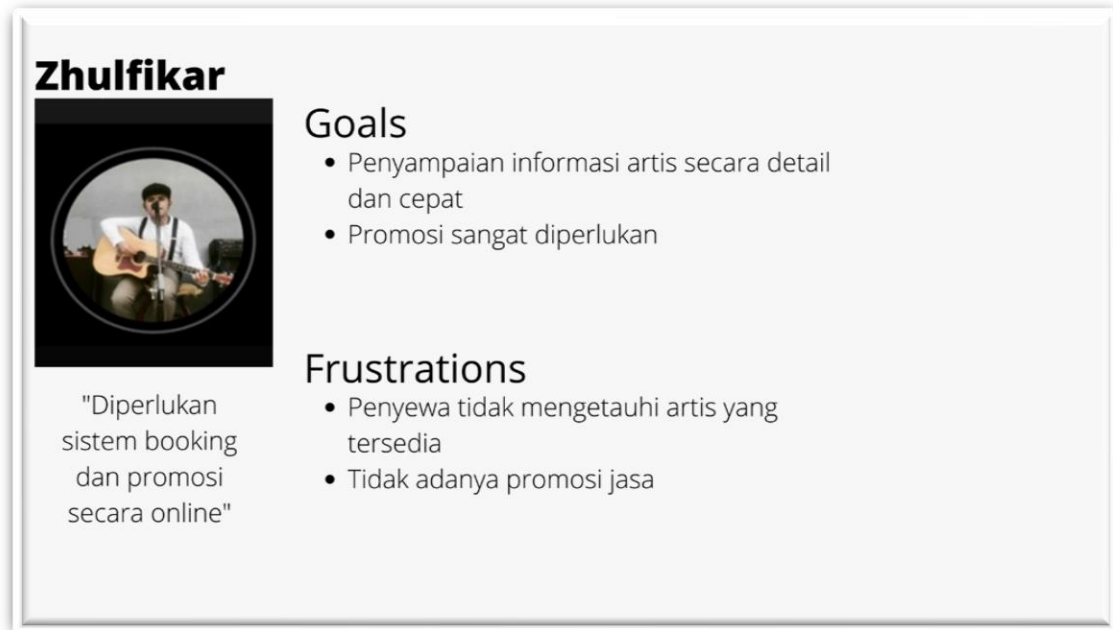 Zhulfikar
Goals
• Penyampaian informasi artis secara detail
dan cepat
• Promosi sangat diperlukan
Frustrations
• Penyewa tidak mengetauhi artis yang
tersedia
• Tidak adanya promosi jasa
"Diperlukan
sistem booking
dan promosi
secara online"